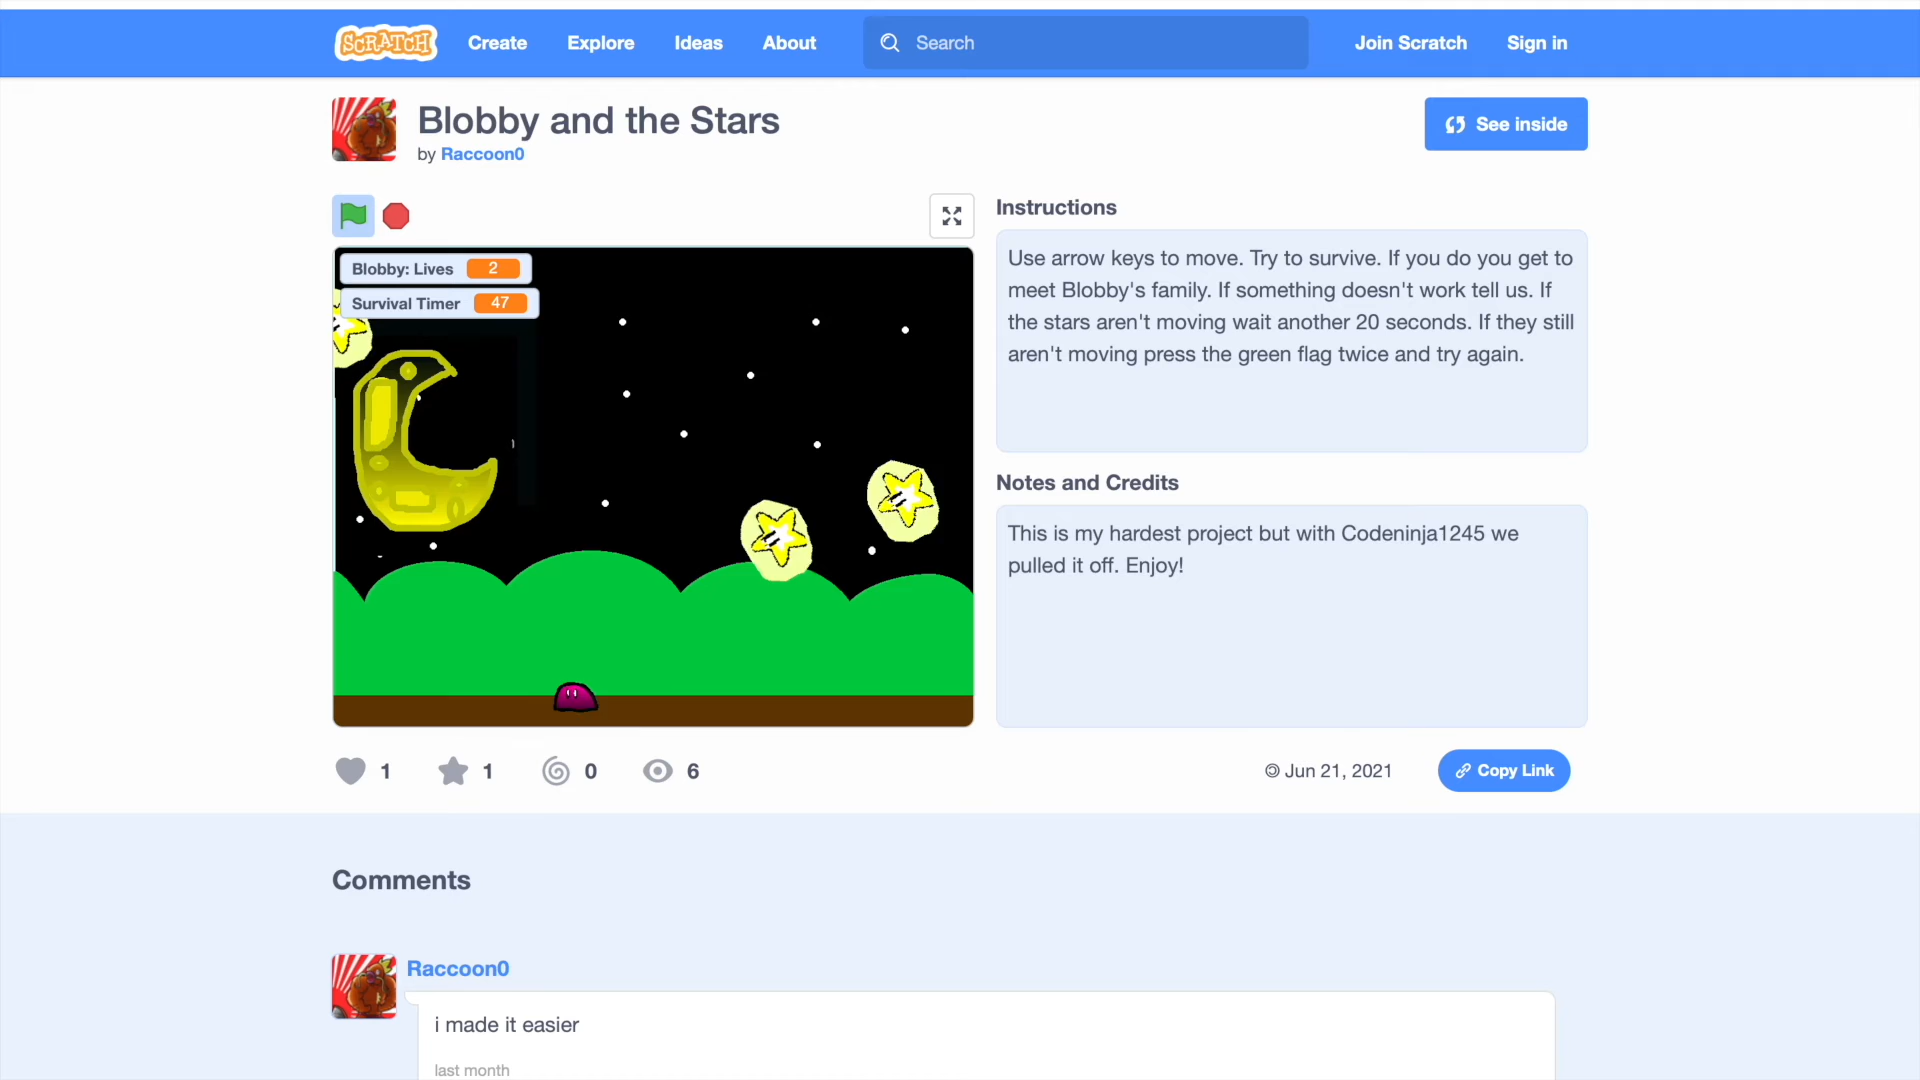 SCRATCH Create Explore Ideas About Search Join Scratch Sign in
Blobby and the Stars
by Raccoon0
See inside
Blobby: Lives 2
Survival Timer 47
Instructions
Use arrow keys to move. Try to survive. If you do you get to
meet Blobby's family. If something doesn't work tell us. If
the stars aren't moving wait another 20 seconds. If they still
aren't moving press the green flag twice and try again.
Notes and Credits
This is my hardest project but with Codeninja1245 we
pulled it off. Enjoy!
1 1 0 6
Jun 21, 2021
Copy Link
Comments
Raccoon0
i made it easier
last month